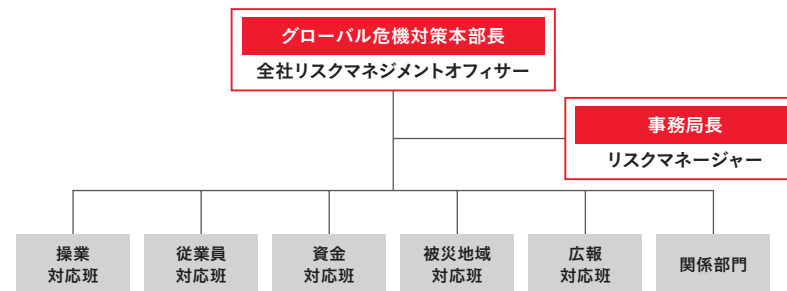 グローバル危機対策本部長
全社リスクマネジメントオフィサー
事務局長
リスクマネージャー
操業
対応班
従業員
対応班
資金
対応班
被災地域
対応班
広報
対応班
関係部門